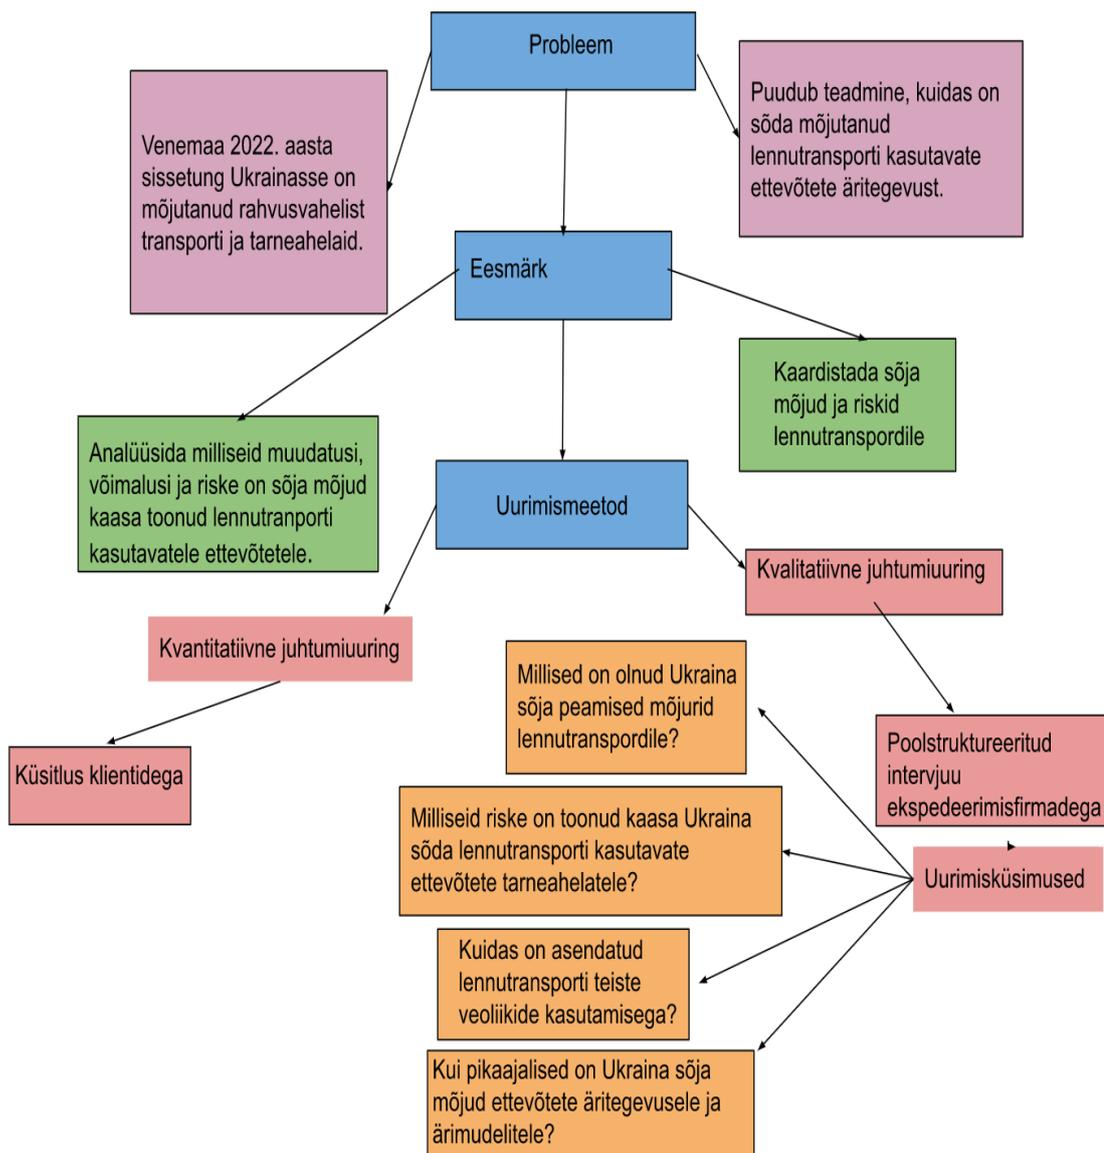 Probleem
Venemaa 2022. aasta
sissetung Ukrainasse on
mõjutanud rahvusvahelist
transporti ja tarneahelaid.
Puudub teadmine, kuidas on
sõda mõjutanud
lennutransporti kasutavate
ettevõtete äritegevust.
Eesmärk
Analüüsida milliseid muudatusi,
võimalusi ja riske on sõja mõjud
kaasa toonud lennutranporti
kasutavatele ettevõtetele.
Kaardistada sõja
mõjud ja riskid
lennutranspordile
Uurimismeetod
Kvantitatiivne juhtumiuuring
Küsitlus klientidega
Kvalitatiivne juhtumiuuring
Poolstruktureeritud
intervjuu
ekspedeerimisfirmadega
Uurimisküsimused
Millised on olnud Ukraina
sõja peamised mõjurid
lennutranspordile?
Milliseid riske on toonud kaasa Ukraina
sõda lennutransporti kasutavate
ettevõtete tarneahelatele?
Kuidas on asendatud
lennutransporti teiste
veoliikide kasutamisega?
Kui pikaajalised on Ukraina sõja
mõjud ettevõtete äritegevusele ja
ärimudelitele?